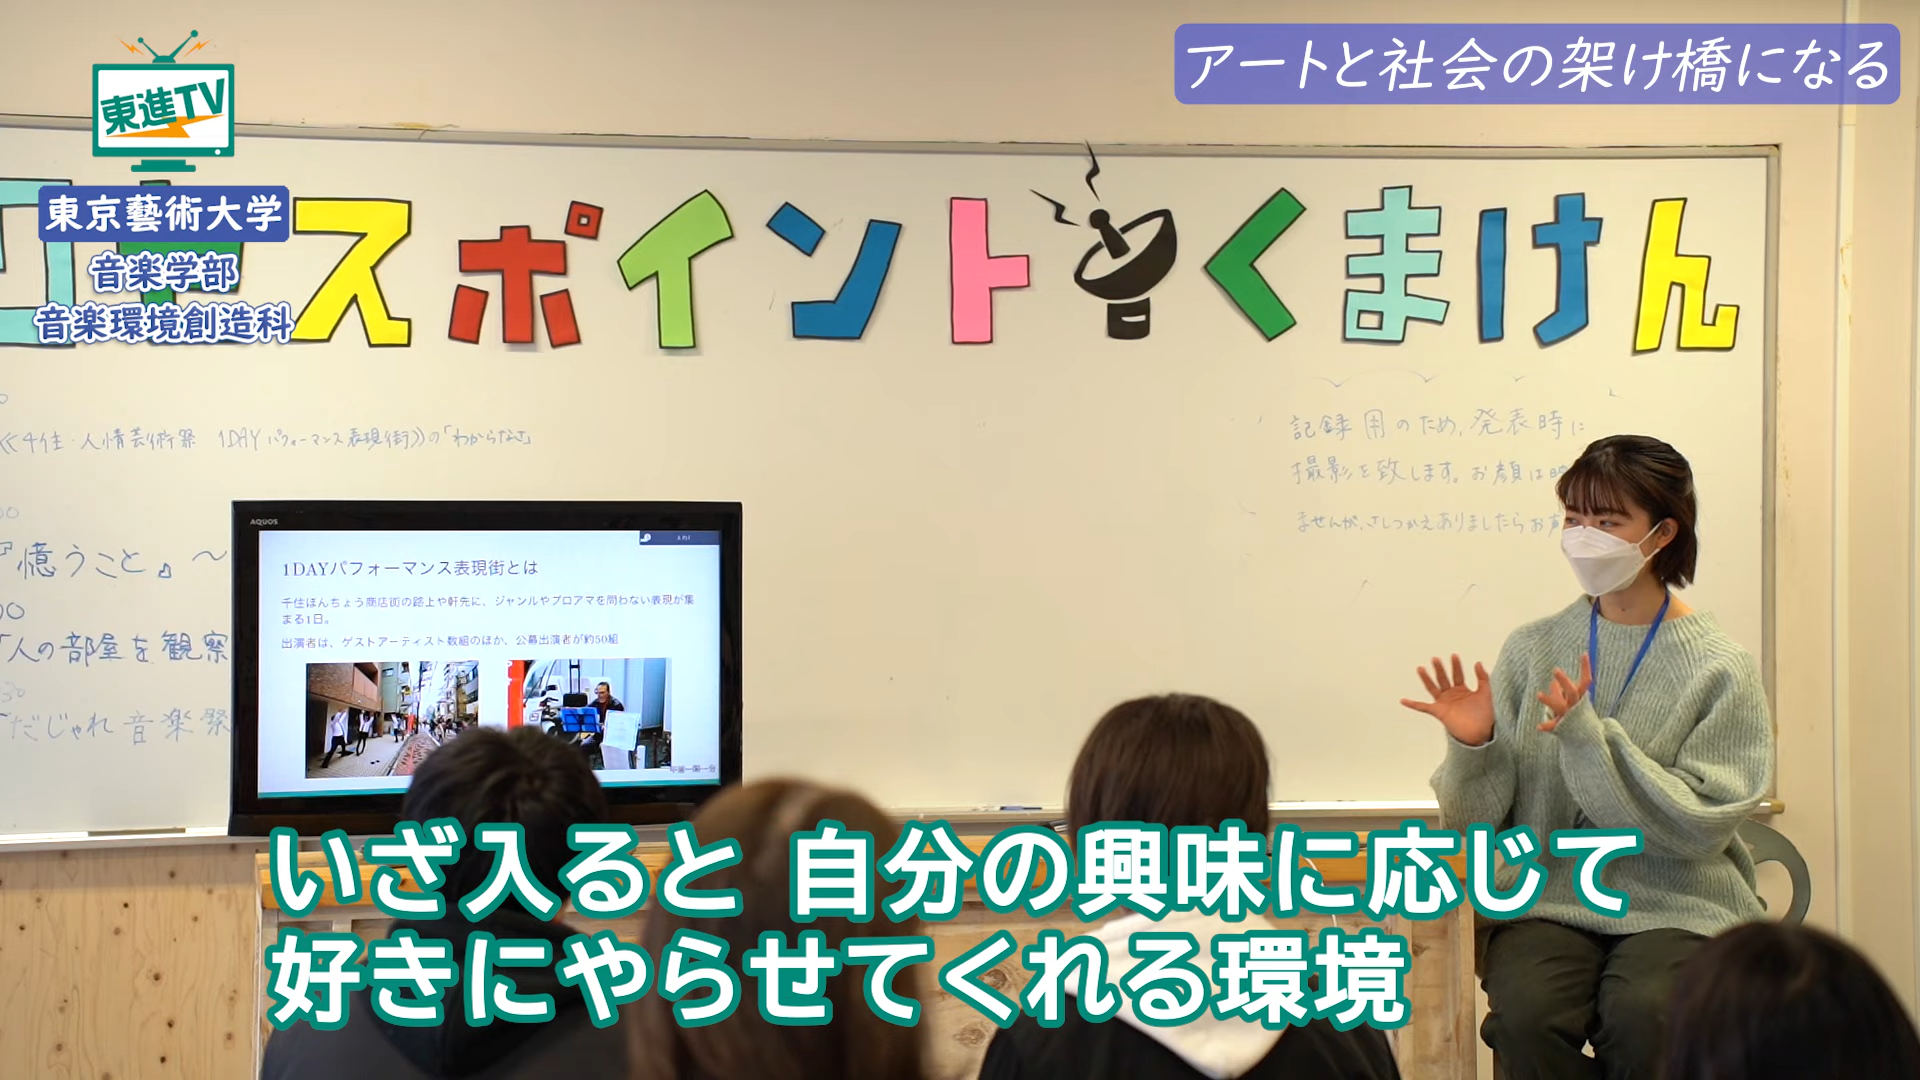 東進TV
アートと社会の架け橋になる
東京藝術大学
音楽学部
音楽環境創造科
スポイントくまけん
《千住・人情芸術祭 1DAYパフォーマンス表現街》の「わからなさ」
『憶うこと。』〜
「人の部屋を観察
「だじゃれ音楽祭
記録用のため、発表時に
撮影を致します。お顔は
ませんが、さしつかえありましたらお声
AQUOS
1DAYパフォーマンス表現街とは
千住ほんちょう商店街の路上や軒先に、ジャンルやプロアマを問わない表現が集
まる1日。
出演者は、ゲストアーティスト数組のほか、公募出演者が約50組
いざ入ると 自分の興味に応じて
好きにやらせてくれる環境